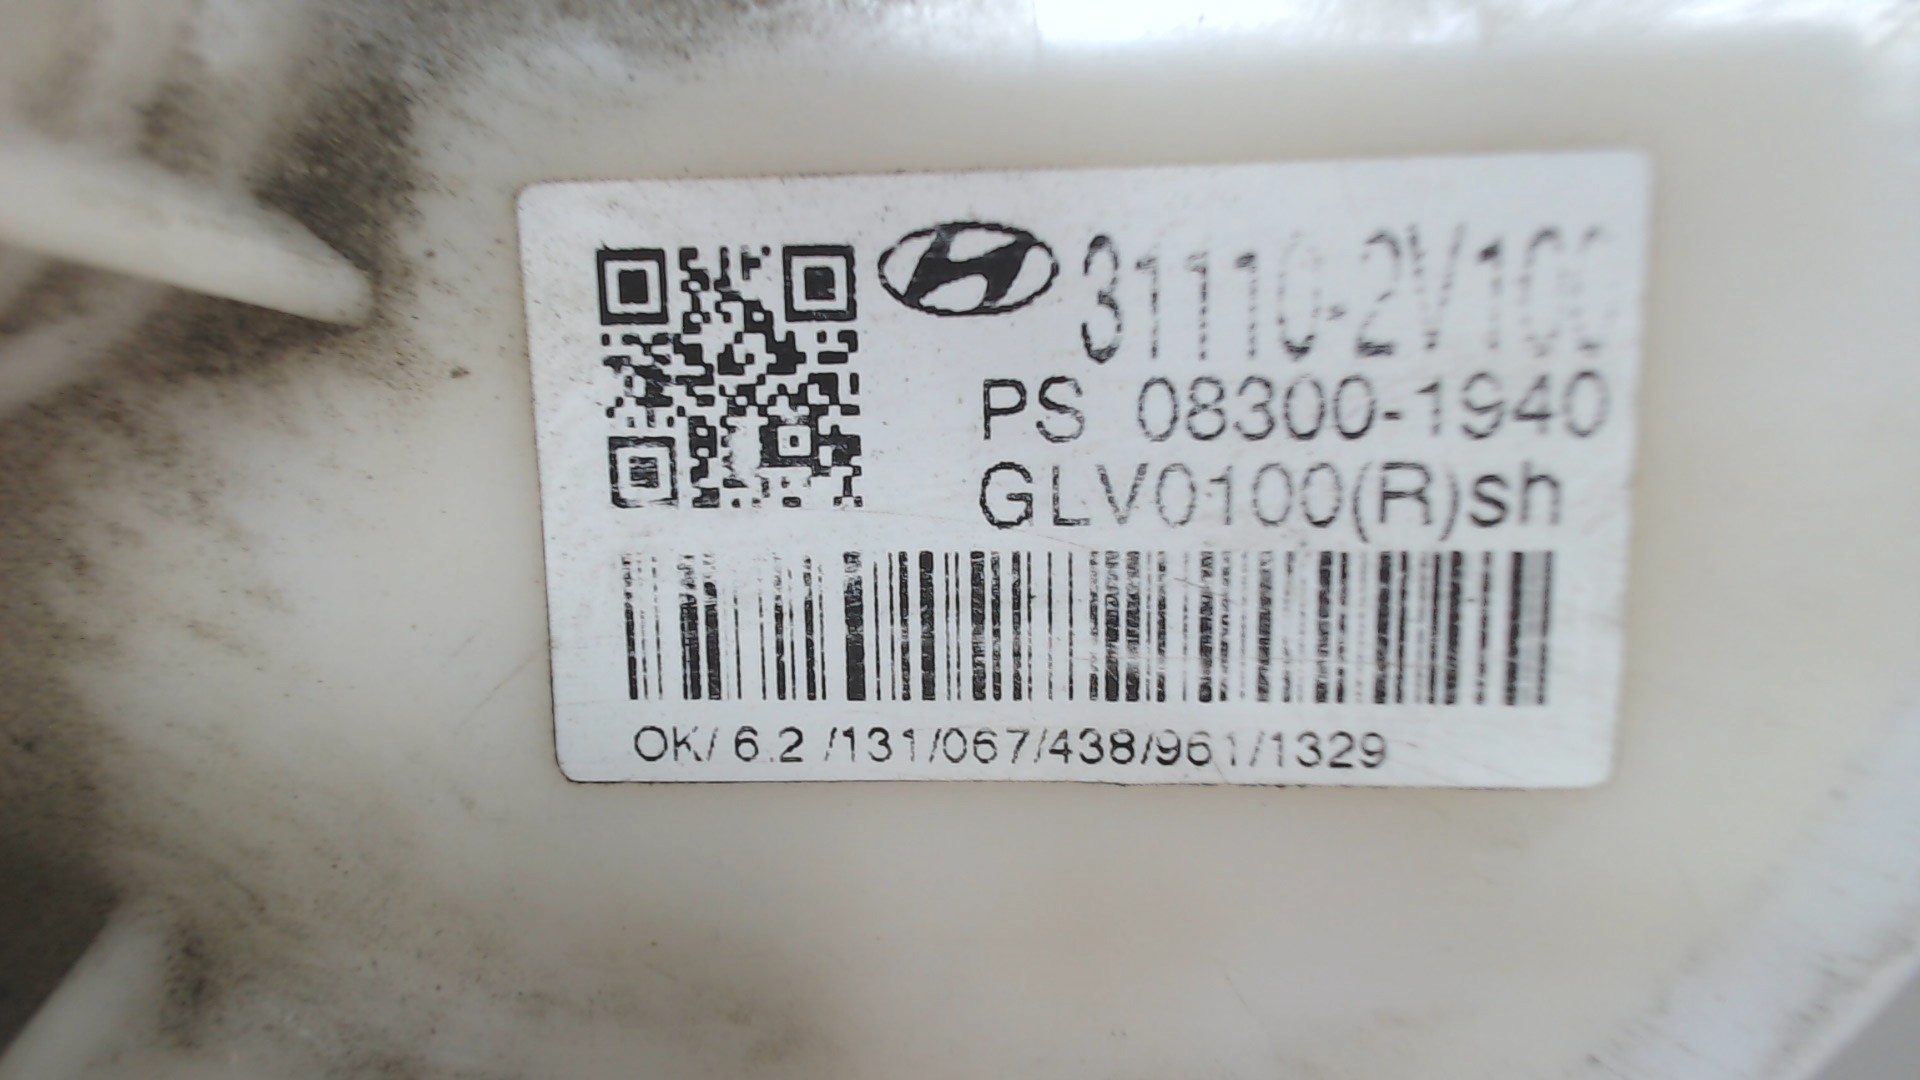 31110-2V100
PS 08300-1940
GLV0100(R)sh
OK/ 6.2 /131/067/438/961/1329